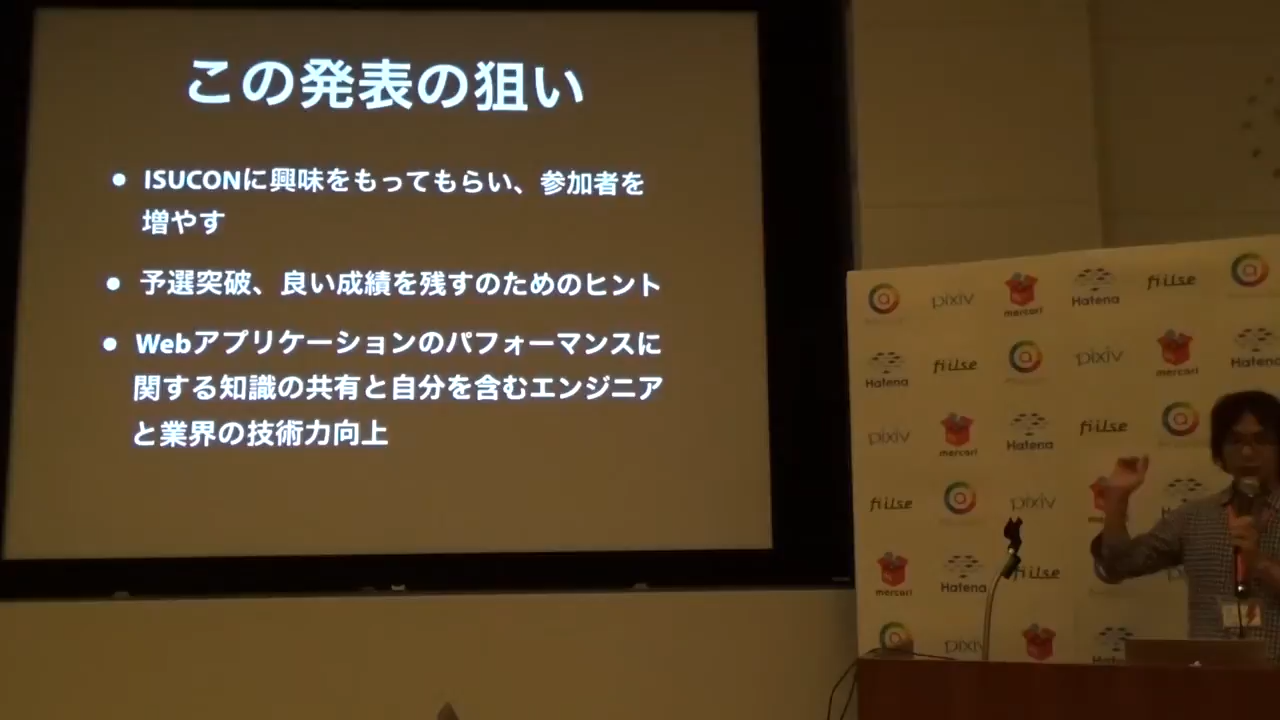 この発表の狙い
• ISUCONに興味をもってもらい、参加者を
増やす
• 予選突破、良い成績を残すのためのヒント
• Webアプリケーションのパフォーマンスに
関する知識の共有と自分を含むエンジニア
と業界の技術力向上
pixiv mercari Hatena fiilse
Hatena fiilse pixiv mercari Hatena
pixiv mercari Hatena fiilse
fiilse pixiv
mercari Hatena fiilse